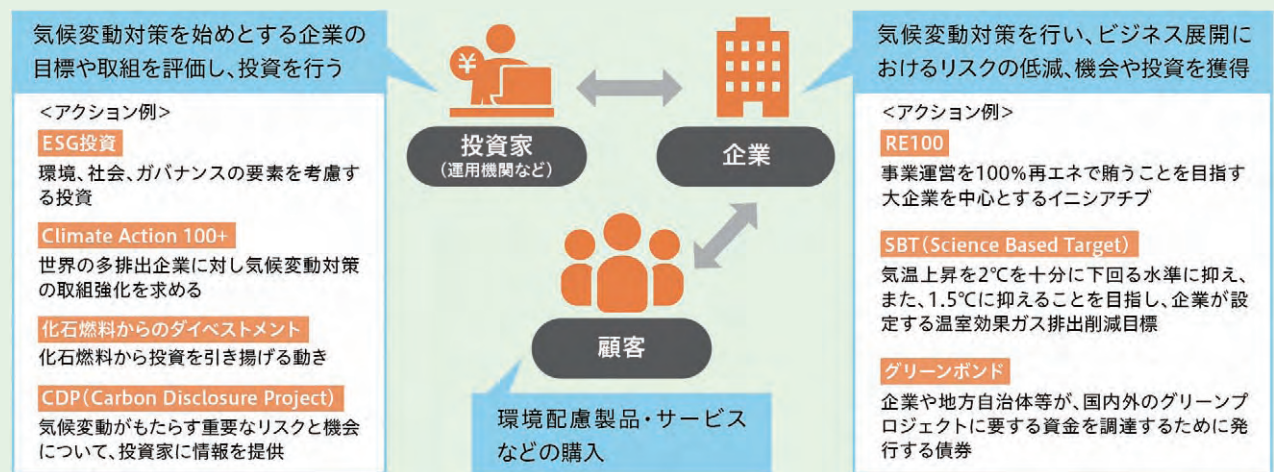 気候変動対策を始めとする企業の
目標や取組を評価し、投資を行う
<アクション例>
ESG投資
環境、社会、ガバナンスの要素を考慮す
る投資
Climate Action 100+
世界の多排出企業に対し気候変動対策
の取組強化を求める
化石燃料からのダイベストメント
化石燃料から投資を引き揚げる動き
CDP(Carbon Disclosure Project)
気候変動がもたらす重要なリスクと機会
について、投資家に情報を提供
¥
投資家
(運用機関など)
企業
顧客
環境配慮製品・サービス
などの購入
気候変動対策を行い、ビジネス展開に
おけるリスクの低減、機会や投資を獲得
<アクション例>
RE100
事業運営を100%再エネで賄うことを目指す
大企業を中心とするイニシアチブ
SBT(Science Based Target)
気温上昇を2℃を十分に下回る水準に抑え、
また、1.5℃に抑えることを目指し、企業が設
定する温室効果ガス排出削減目標
グリーンボンド
企業や地方自治体等が、国内外のグリーンプ
ロジェクトに要する資金を調達するために発
行する債券